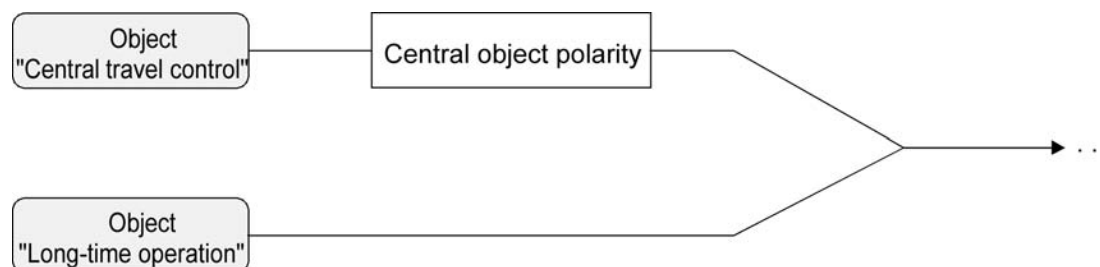 Object
"Central travel control"
Central object polarity
. .
Object
"Long-time operation"